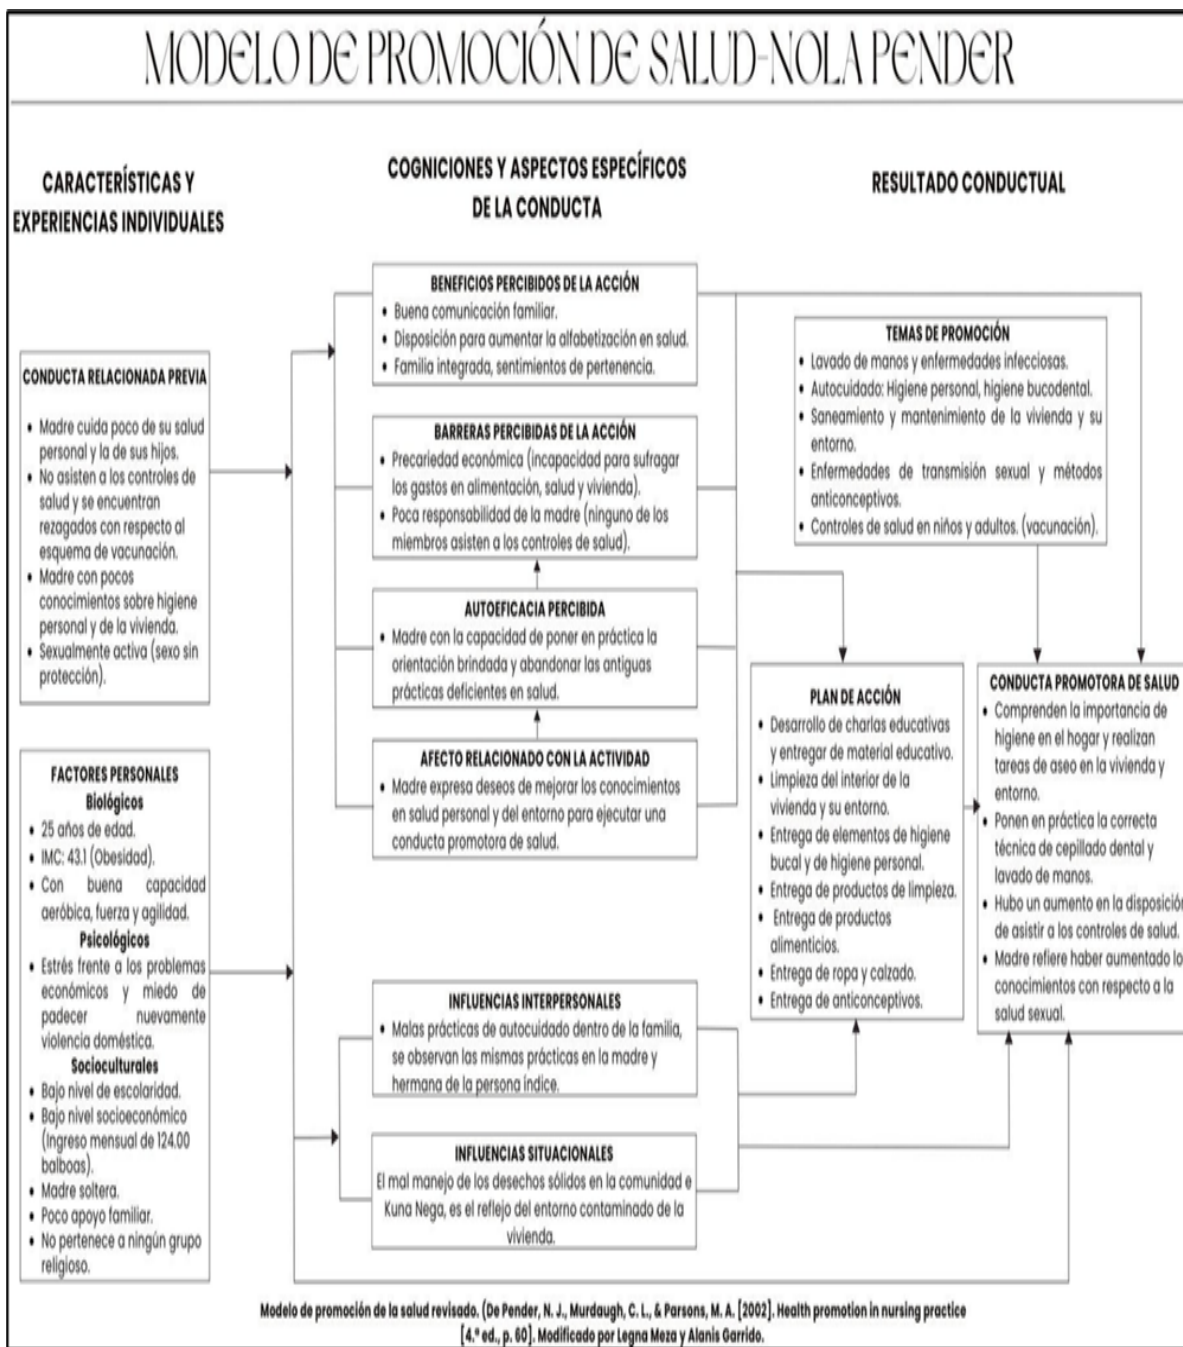 MODELO DE PROMOCIÓN DE SALUD-NOLA PENDER
CARACTERÍSTICAS Y
EXPERIENCIAS INDIVIDUALES
CONDUCTA RELACIONADA PREVIA
• Madre cuida poco de su salud
personal y la de sus hijos.
• No asisten a los controles de
salud y se encuentran
rezagados con respecto al
esquema de vacunación.
• Madre con pocos
conocimientos sobre higiene
personal y de la vivienda.
• Sexualmente activa (sexo sin
protección).
FACTORES PERSONALES
Biológicos
• 25 años de edad.
• IMC: 43.1 (Obesidad).
• Con buena capacidad
aeróbica, fuerza y agilidad.
Psicológicos
• Estrés frente a los problemas
económicos y miedo de
padecer nuevamente
violencia doméstica.
Socioculturales
• Bajo nivel de escolaridad.
• Bajo nivel socioeconómico
(Ingreso mensual de 124.00
balboas).
• Madre soltera.
• Poco apoyo familiar.
• No pertenece a ningún grupo
religioso.
COGNICIONES Y ASPECTOS ESPECÍFICOS
DE LA CONDUCTA
BENEFICIOS PERCIBIDOS DE LA ACCIÓN
• Buena comunicación familiar.
• Disposición para aumentar la alfabetización en salud.
• Familia integrada, sentimientos de pertenencia.
BARRERAS PERCIBIDAS DE LA ACCIÓN
• Precariedad económica (incapacidad para sufragar
los gastos en alimentación, salud y vivienda).
• Poca responsabilidad de la madre (ninguno de los
miembros asisten a los controles de salud).
AUTOEFICACIA PERCIBIDA
• Madre con la capacidad de poner en práctica la
orientación brindada y abandonar las antiguas
prácticas deficientes en salud.
AFECTO RELACIONADO CON LA ACTIVIDAD
• Madre expresa deseos de mejorar los conocimientos
en salud personal y del entorno para ejecutar una
conducta promotora de salud.
INFLUENCIAS INTERPERSONALES
• Malas prácticas de autocuidado dentro de la familia,
se observan las mismas prácticas en la madre y
hermana de la persona índice.
INFLUENCIAS SITUACIONALES
El mal manejo de los desechos sólidos en la comunidad e
Kuna Nega, es el reflejo del entorno contaminado de la
vivienda.
RESULTADO CONDUCTUAL
TEMAS DE PROMOCIÓN
• Lavado de manos y enfermedades infecciosas.
• Autocuidado: Higiene personal, higiene bucodental.
• Saneamiento y mantenimiento de la vivienda y su
entorno.
• Enfermedades de transmisión sexual y métodos
anticonceptivos.
• Controles de salud en niños y adultos. (vacunación).
PLAN DE ACCIÓN
• Desarrollo de charlas educativas
y entregar de material educativo.
• Limpieza del interior de la
vivienda y su entorno.
• Entrega de elementos de higiene
bucal y de higiene personal.
• Entrega de productos de limpieza.
• Entrega de productos
alimenticios.
• Entrega de ropa y calzado.
• Entrega de anticonceptivos.
CONDUCTA PROMOTORA DE SALUD
• Comprenden la importancia de
higiene en el hogar y realizan
tareas de aseo en la vivienda y
entorno.
• Ponen en práctica la correcta
técnica de cepillado dental y
lavado de manos.
• Hubo un aumento en la disposición
de asistir a los controles de salud.
• Madre refiere haber aumentado lo
conocimientos con respecto a la
salud sexual.
Modelo de promoción de la salud revisado. (De Pender, N. J., Murdaugh, C. L., & Parsons, M. A. [2002]. Health promotion in nursing practice
[4.ª ed., p. 60]. Modificado por Legna Meza y Alanis Garrido.